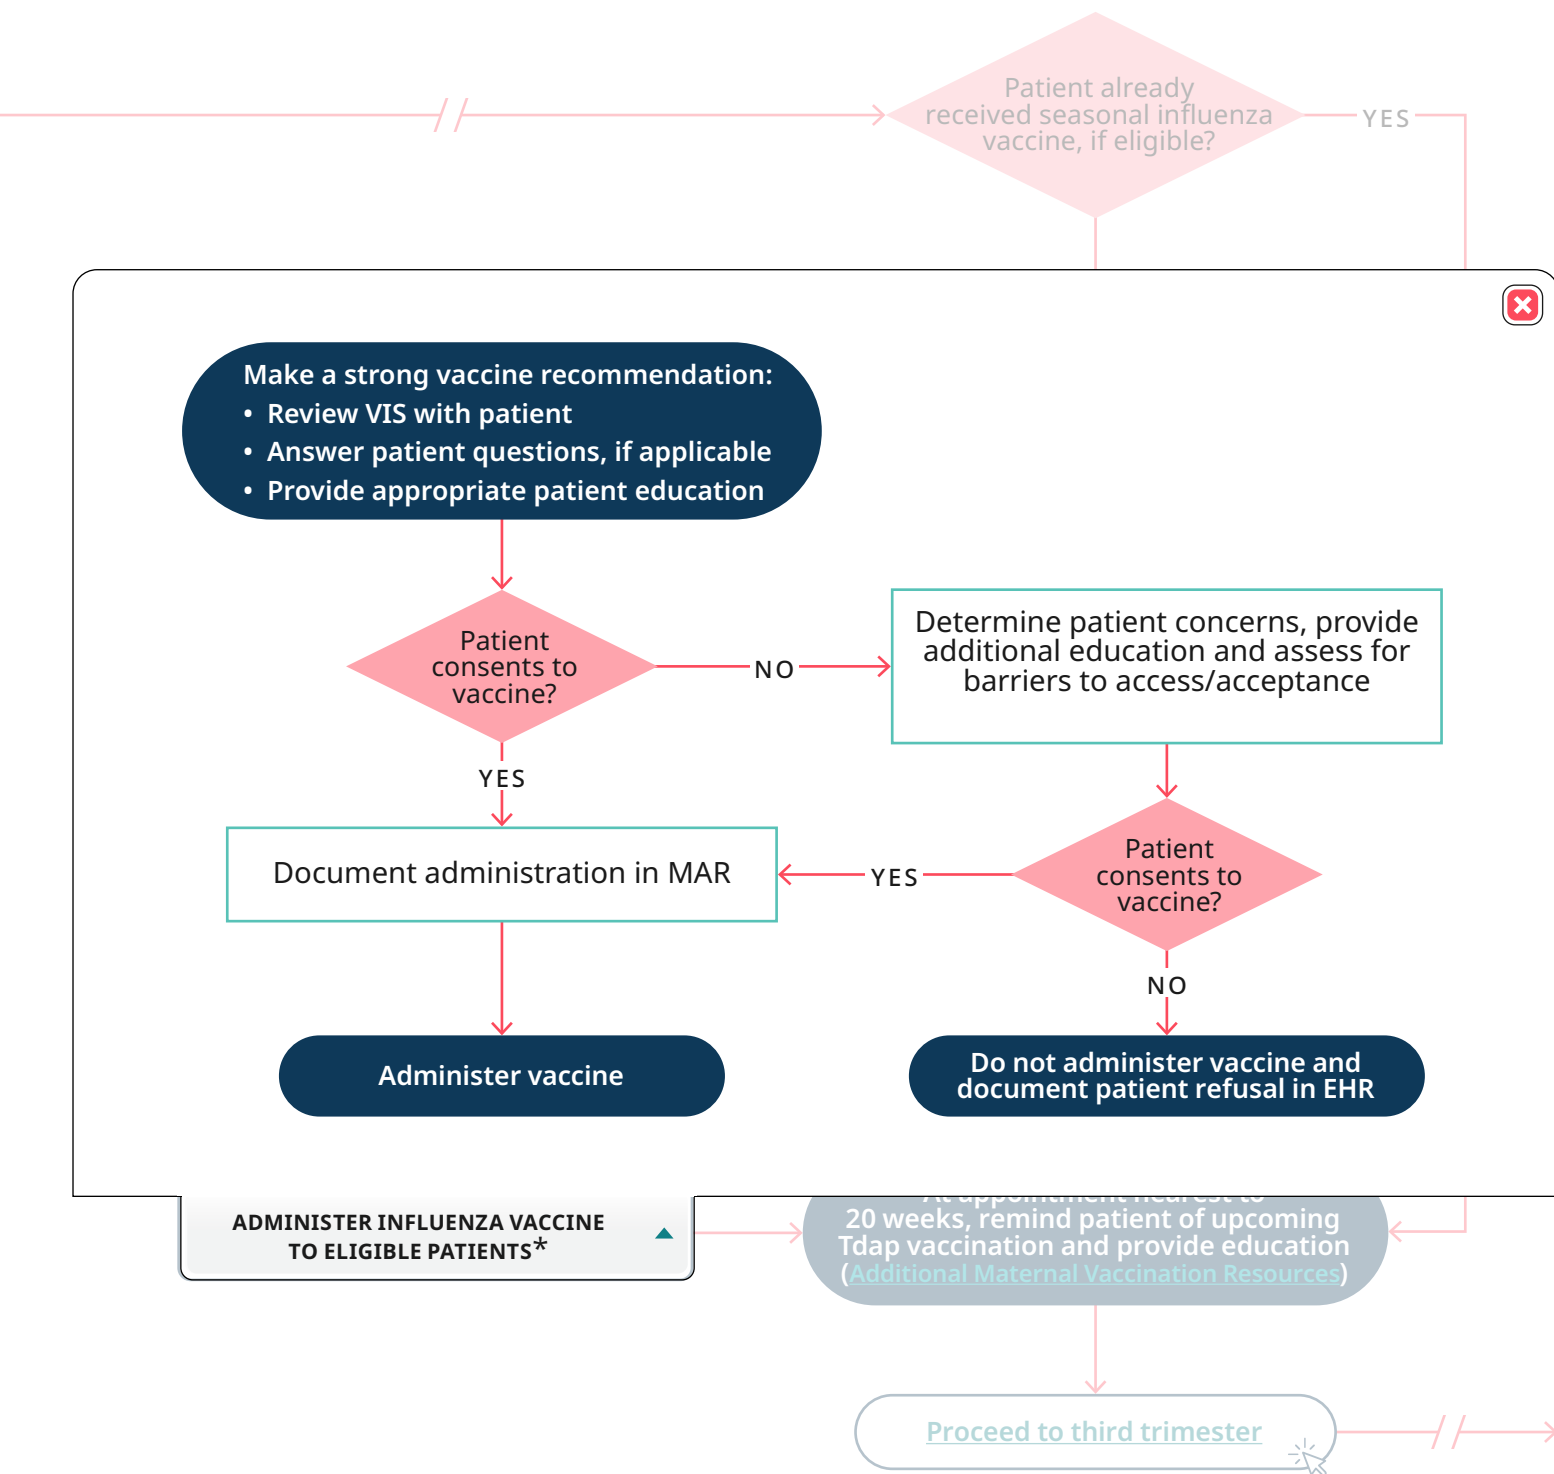 Patient already
received seasonal influenza
vaccine, if eligible?
YES
Make a strong vaccine recommendation:
• Review VIS with patient
• Answer patient questions, if applicable
• Provide appropriate patient education
Patient
consents to
vaccine?
NO
Determine patient concerns, provide
additional education and assess for
barriers to access/acceptance
YES
Document administration in MAR
YES
Patient
consents to
vaccine?
NO
Administer vaccine
Do not administer vaccine and
document patient refusal in EHR
ADMINISTER INFLUENZA VACCINE
TO ELIGIBLE PATIENTS*
At appointment nearest to
20 weeks, remind patient of upcoming
Tdap vaccination and provide education
(Additional Maternal Vaccination Resources)
Proceed to third trimester